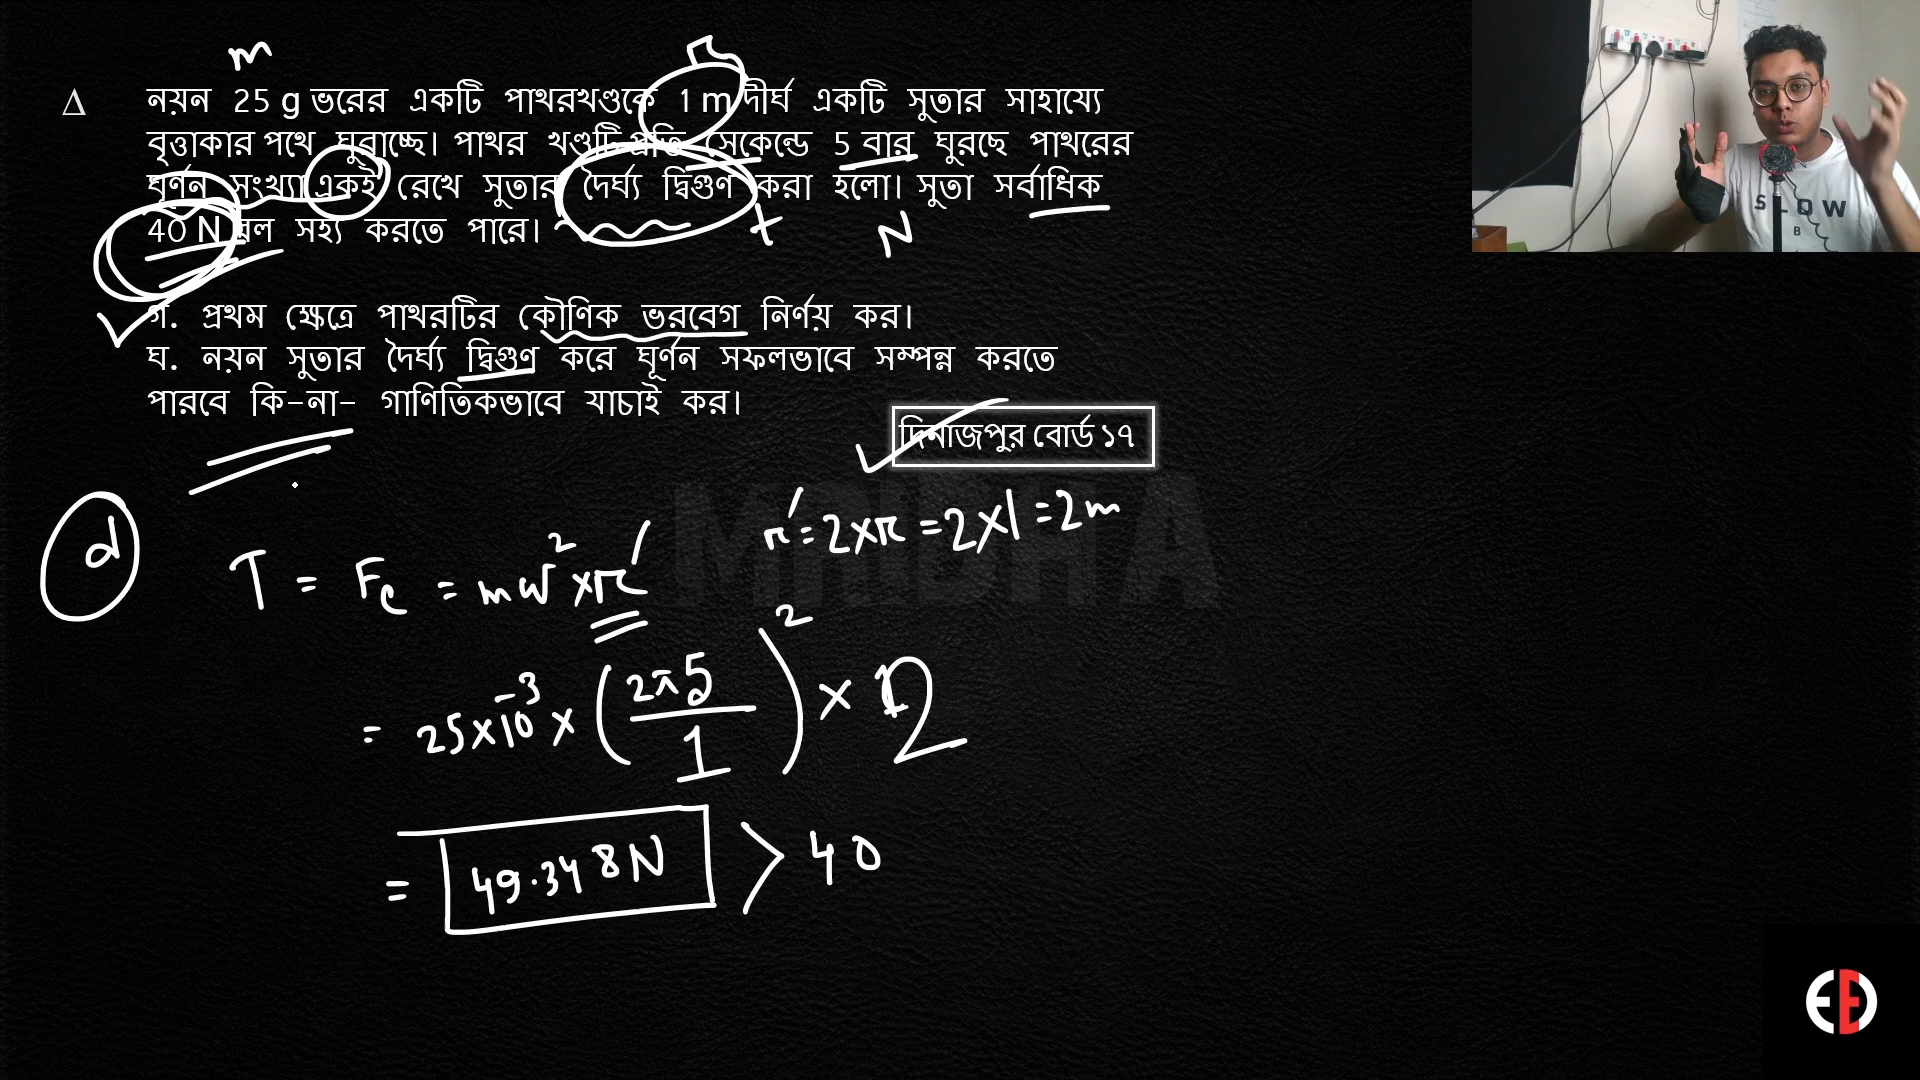 m r
Δ নয়ন 25 g ভরের একটি পাথরখণ্ডকে 1 m দীর্ঘ একটি সুতার সাহায্যে
বৃত্তাকার পথে ঘুরাচ্ছে। পাথর খণ্ডটি প্রতি সেকেন্ডে 5 বার ঘুরছে পাথরের
ঘূর্ণন সংখ্যা একই রেখে সুতার দৈর্ঘ্য দ্বিগুণ করা হলো। সুতা সর্বাধিক
40 N বল সহ্য করতে পারে।
t N
গ. প্রথম ক্ষেত্রে পাথরটির কৌণিক ভরবেগ নির্ণয় কর।
ঘ. নয়ন সুতার দৈর্ঘ্য দ্বিগুণ করে ঘূর্ণন সফলভাবে সম্পন্ন করতে
পারবে কি-না- গাণিতিকভাবে যাচাই কর।
দিনাজপুর বোর্ড ১৭
MRIDHA
r' = 2×r = 2×1 = 2m
d T = Fc = mω² × r'
= 25×10⁻³ × (2π5/1)² × 2
= 49.348N > 40
SLOW
B